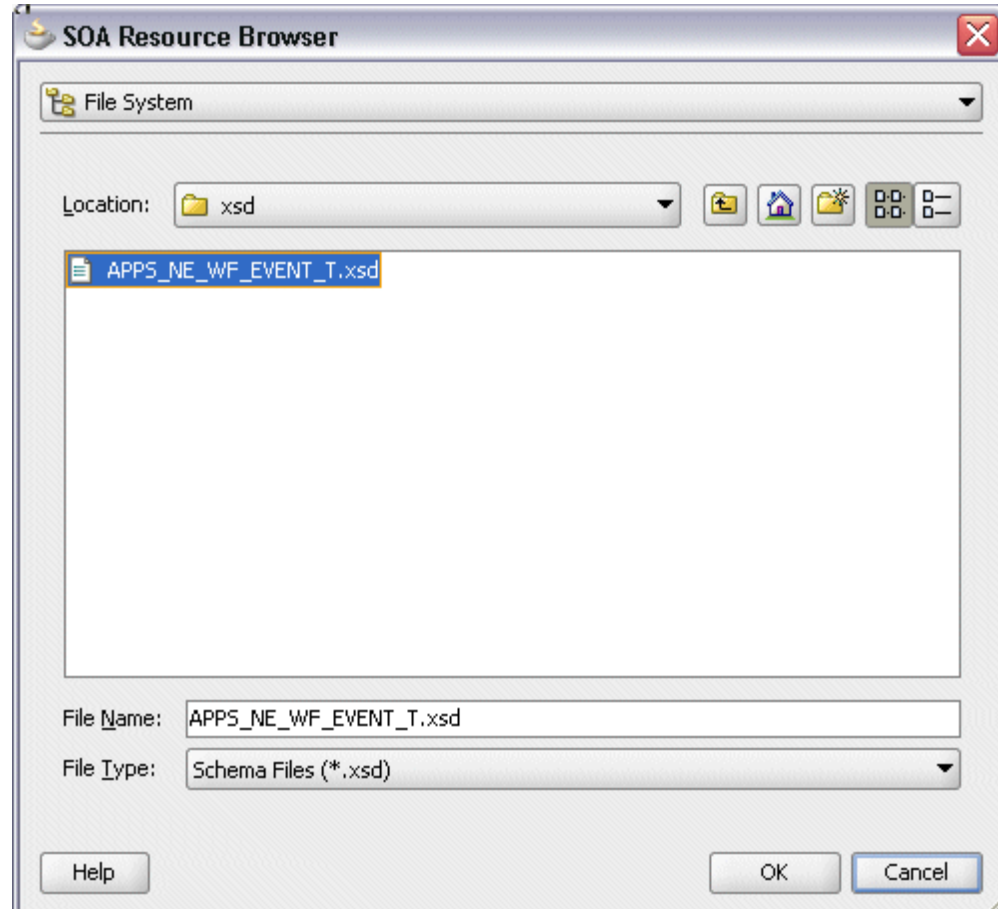 SOA Resource Browser
File System
Location: xsd
APPS_NE_WF_EVENT_T.xsd
File Name: APPS_NE_WF_EVENT_T.xsd
File Type: Schema Files (*.xsd)
Help OK Cancel